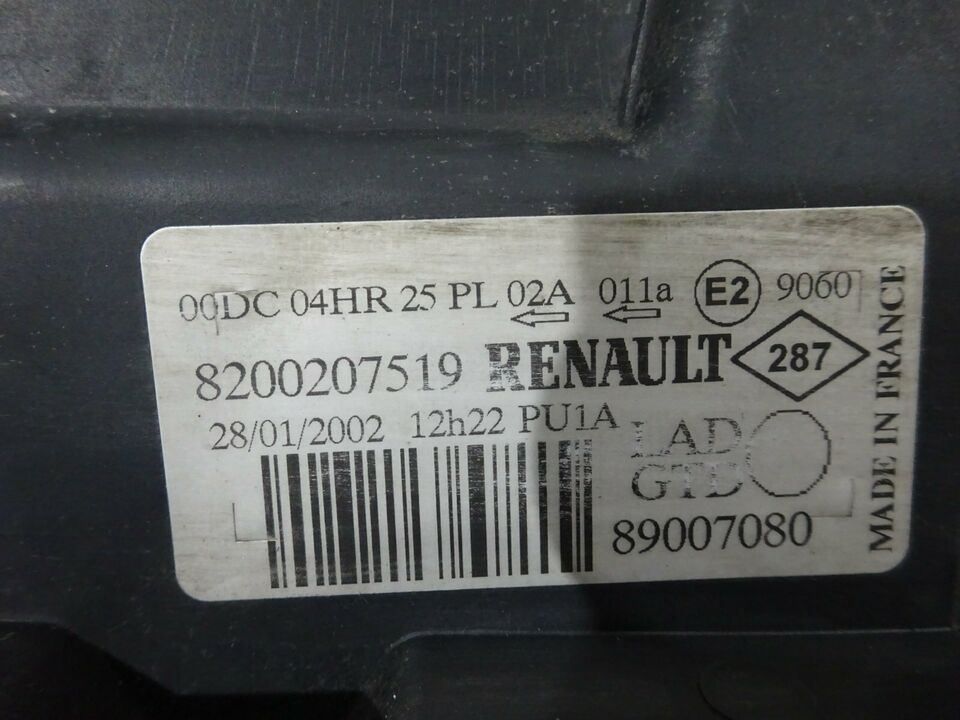 00DC 04HR 25 PL 02A 011a E2 9060
8200207519 RENAULT 287
28/01/2002 12h22 PU1A
LAD
GTD
89007080
MADE IN FRANCE